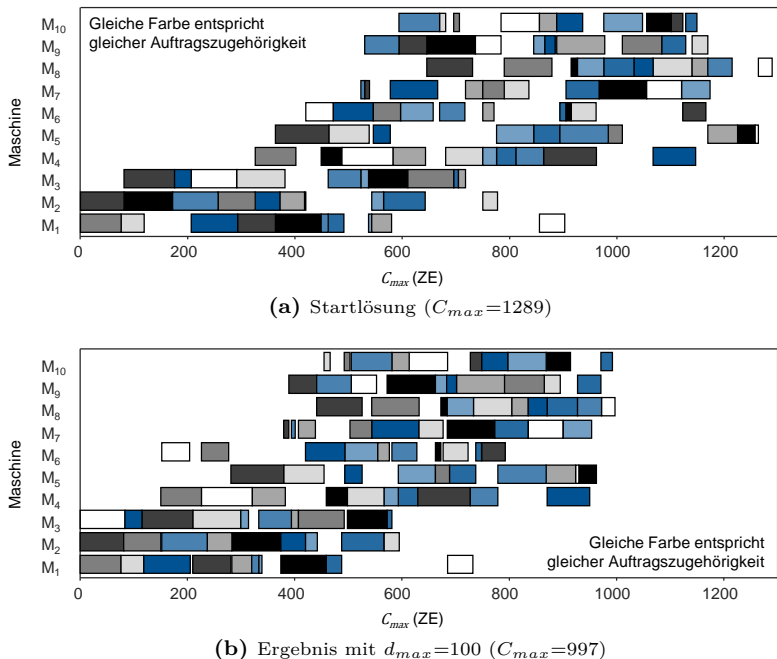 Gleiche Farbe entspricht
gleicher Auftragszugehörigkeit
Maschine
M10
M9
M8
M7
M6
M5
M4
M3
M2
M1
0 200 400 600 800 1000 1200
Cmax (ZE)
(a) Startlösung (Cmax=1289)
Maschine
M10
M9
M8
M7
M6
M5
M4
M3
M2
M1
Gleiche Farbe entspricht
gleicher Auftragszugehörigkeit
0 200 400 600 800 1000 1200
Cmax (ZE)
(b) Ergebnis mit dmax=100 (Cmax=997)